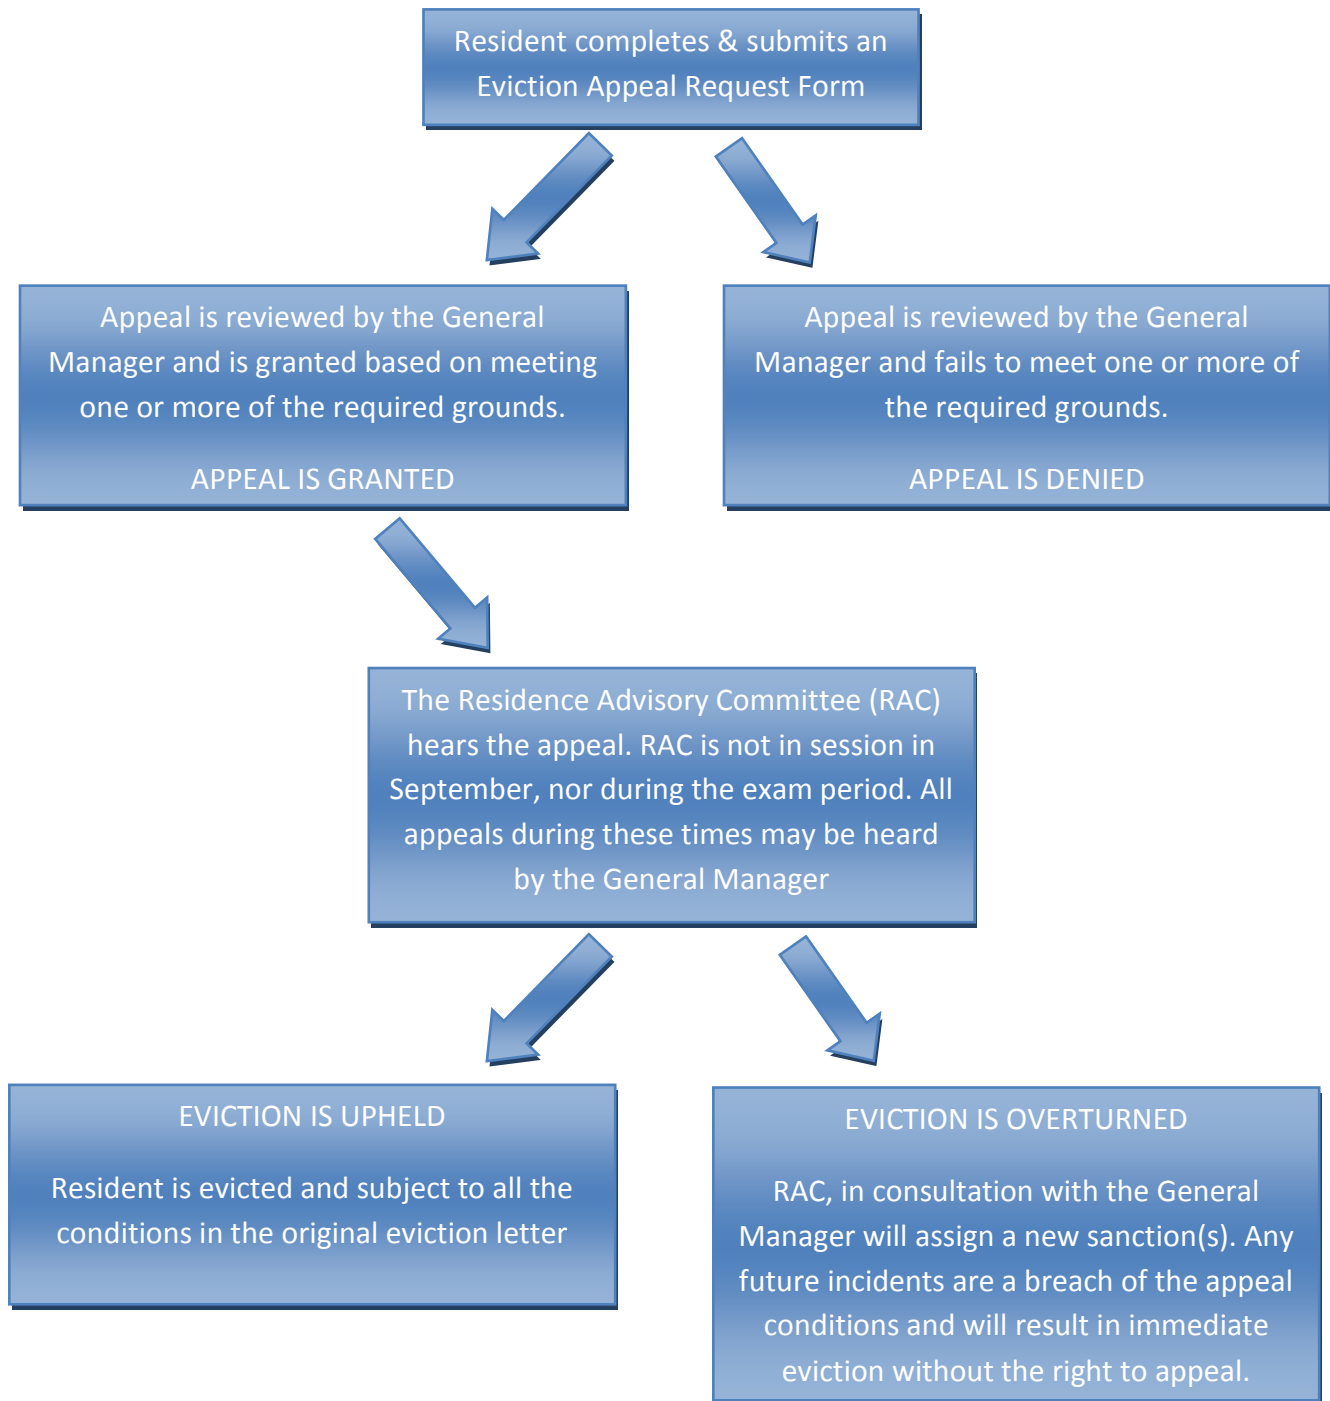 Resident completes & submits an
Eviction Appeal Request Form
Appeal is reviewed by the General
Manager and is granted based on meeting
one or more of the required grounds.
APPEAL IS GRANTED
Appeal is reviewed by the General
Manager and fails to meet one or more of
the required grounds.
APPEAL IS DENIED
The Residence Advisory Committee (RAC)
hears the appeal. RAC is not in session in
September, nor during the exam period. All
appeals during these times may be heard
by the General Manager
EVICTION IS UPHELD
Resident is evicted and subject to all the
conditions in the original eviction letter
EVICTION IS OVERTURNED
RAC, in consultation with the General
Manager will assign a new sanction(s). Any
future incidents are a breach of the appeal
conditions and will result in immediate
eviction without the right to appeal.